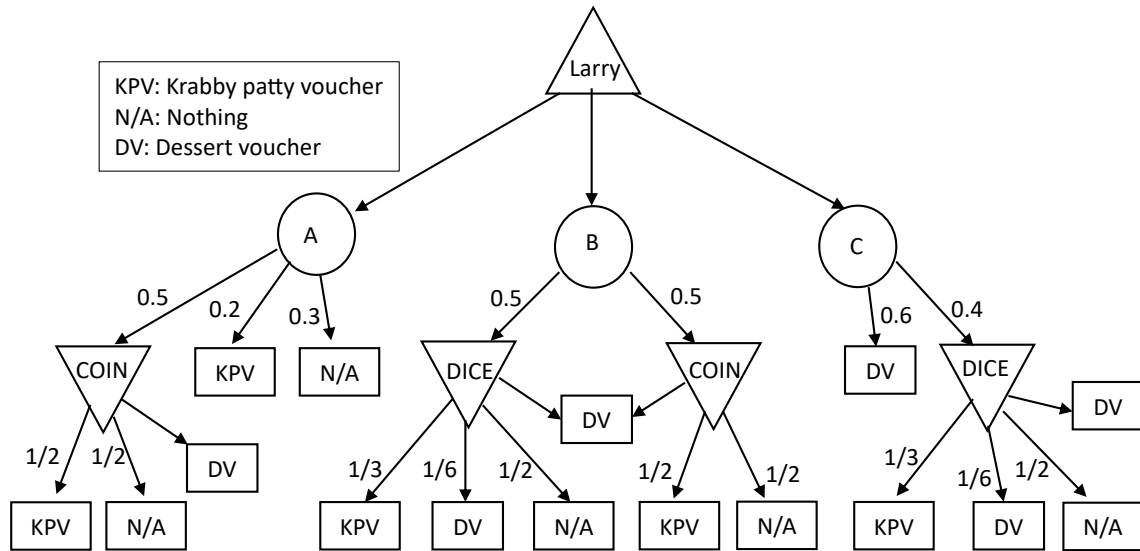 Larry
KPV: Krabby patty voucher
N/A: Nothing
DV: Dessert voucher
A
B
C
0.5
0.2
0.3
0.5
0.5
0.6
0.4
COIN
KPV
N/A
DICE
DV
COIN
DV
DICE
DV
DV
1/2
1/2
1/3
1/6
1/2
1/2
1/2
1/3
1/6
1/2
KPV
N/A
KPV
DV
N/A
KPV
N/A
KPV
DV
N/A